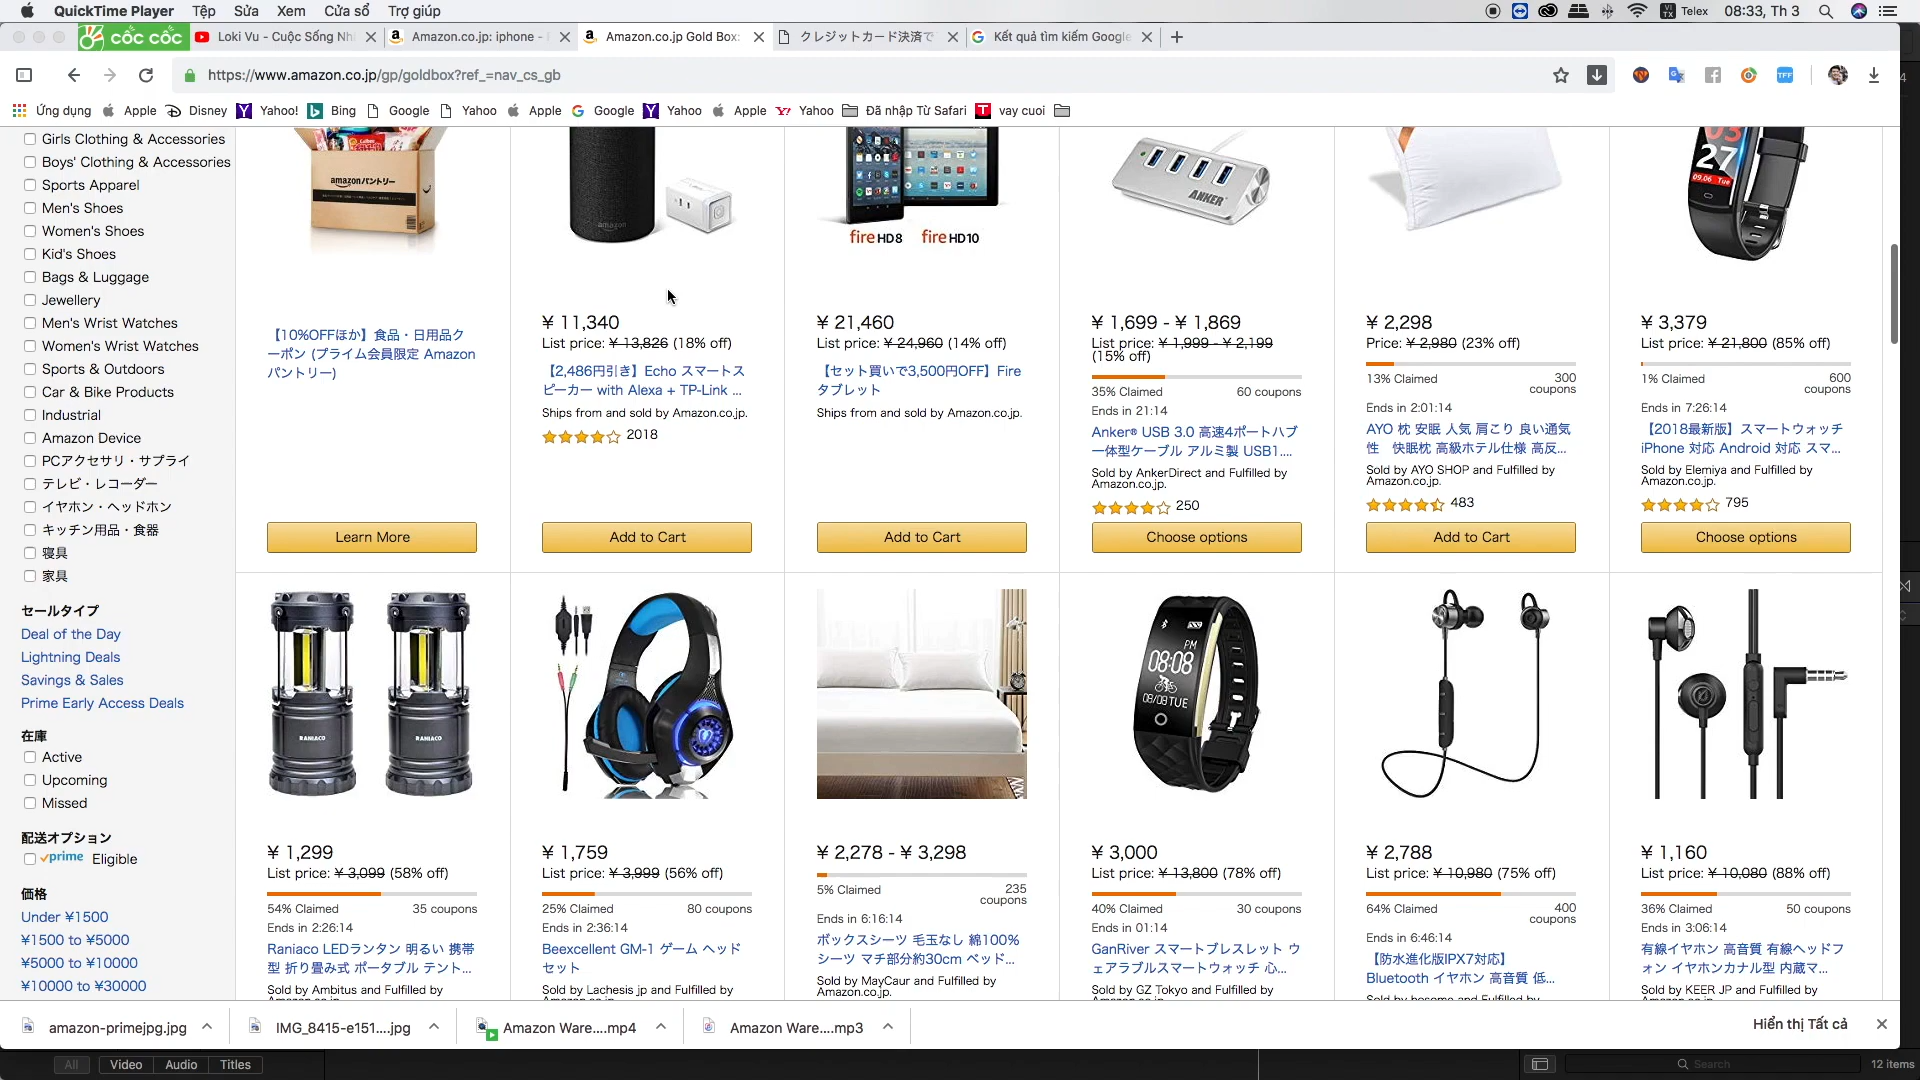 QuickTime Player Tệp Sửa Xem Cửa sổ Trợ giúp
VI TX Telex 08:33, Th 3
cốc cốc
Loki Vu - Cuộc Sống Nh
Amazon.co.jp: iphone -
Amazon.co.jp Gold Box:
クレジットカード決済で
Kết quả tìm kiếm Google
https://www.amazon.co.jp/gp/goldbox?ref_=nav_cs_gb
TFF
Ứng dụng Apple Disney Yahoo! Bing Google Yahoo Apple Google Yahoo Apple Yahoo Đã nhập Từ Safari vay cuoi
Girls Clothing & Accessories
Boys' Clothing & Accessories
Sports Apparel
Men's Shoes
Women's Shoes
Kid's Shoes
Bags & Luggage
Jewellery
Men's Wrist Watches
Women's Wrist Watches
Sports & Outdoors
Car & Bike Products
Industrial
Amazon Device
PCアクセサリ・サプライ
テレビ・レコーダー
イヤホン・ヘッドホン
キッチン用品・食器
寝具
家具
セールタイプ
Deal of the Day
Lightning Deals
Savings & Sales
Prime Early Access Deals
在庫
Active
Upcoming
Missed
配送オプション
prime Eligible
価格
Under ¥1500
¥1500 to ¥5000
¥5000 to ¥10000
¥10000 to ¥30000
amazonパントリー
【10%OFFほか】食品・日用品ク
ーポン (プライム会員限定 Amazon
パントリー)
Learn More
amazon
¥ 11,340
List price: ¥ 13,826 (18% off)
【2,486円引き】Echo スマートス
ピーカー with Alexa + TP-Link ...
Ships from and sold by Amazon.co.jp.
2018
Add to Cart
fire HD8 fire HD10
¥ 21,460
List price: ¥ 24,960 (14% off)
【セット買いで3,500円OFF】Fire
タブレット
Ships from and sold by Amazon.co.jp.
Add to Cart
ANKER
¥ 1,699 - ¥ 1,869
List price: ¥ 1,999 - ¥ 2,199
(15% off)
35% Claimed 60 coupons
Ends in 21:14
Anker® USB 3.0 高速4ポートハブ
一体型ケーブル アルミ製 USB1....
Sold by AnkerDirect and Fulfilled by
Amazon.co.jp.
250
Choose options
¥ 2,298
Price: ¥ 2,980 (23% off)
13% Claimed 300
coupons
Ends in 2:01:14
AYO 枕 安眠 人気 肩こり 良い通気
性 快眠枕 高級ホテル仕様 高反...
Sold by AYO SHOP and Fulfilled by
Amazon.co.jp.
483
Add to Cart
03
27
09.06 Tue
¥ 3,379
List price: ¥ 21,800 (85% off)
1% Claimed 600
coupons
Ends in 7:26:14
【2018最新版】スマートウォッチ
iPhone 対応 Android 対応 スマ...
Sold by Elemiya and Fulfilled by
Amazon.co.jp.
795
Choose options
RANIACO RANIACO
¥ 1,299
List price: ¥ 3,099 (58% off)
54% Claimed 35 coupons
Ends in 2:26:14
Raniaco LEDランタン 明るい 携帯
型 折り畳み式 ポータブル テント...
Sold by Ambitus and Fulfilled by
¥ 1,759
List price: ¥ 3,999 (56% off)
25% Claimed 80 coupons
Ends in 2:36:14
Beexcellent GM-1 ゲーム ヘッド
セット
Sold by Lachesis jp and Fulfilled by
¥ 2,278 - ¥ 3,298
5% Claimed 235
coupons
Ends in 6:16:14
ボックスシーツ 毛玉なし 綿100%
シーツ マチ部分約30cm ベッド...
Sold by MayCaur and Fulfilled by
Amazon.co.jp.
PM
08:08
08/08 TUE
¥ 3,000
List price: ¥ 13,800 (78% off)
40% Claimed 30 coupons
Ends in 01:14
GanRiver スマートブレスレット ウ
ェアラブルスマートウォッチ 心...
Sold by GZ Tokyo and Fulfilled by
¥ 2,788
List price: ¥ 10,980 (75% off)
64% Claimed 400
coupons
Ends in 6:46:14
【防水進化版IPX7対応】
Bluetooth イヤホン 高音質 低...
¥ 1,160
List price: ¥ 10,080 (88% off)
36% Claimed 50 coupons
Ends in 3:06:14
有線イヤホン 高音質 有線ヘッドフ
ォン イヤホンカナル型 内蔵マ...
Sold by KEER JP and Fulfilled by
amazon-primejpg.jpg
IMG_8415-e151....jpg
Amazon Ware....mp4
Amazon Ware....mp3
Hiển thị Tất cả
All Video Audio Titles
Search
12 items